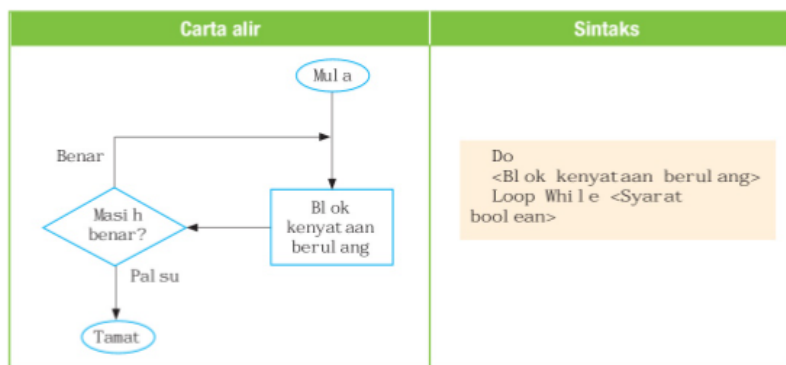 Carta alir
Sintaks
Mula
Benar
Masih
benar?
Blok
kenyataan
berulang
Palsu
Tamat
Do
<Blok kenyataan berulang>
Loop While <Syarat
boolean>